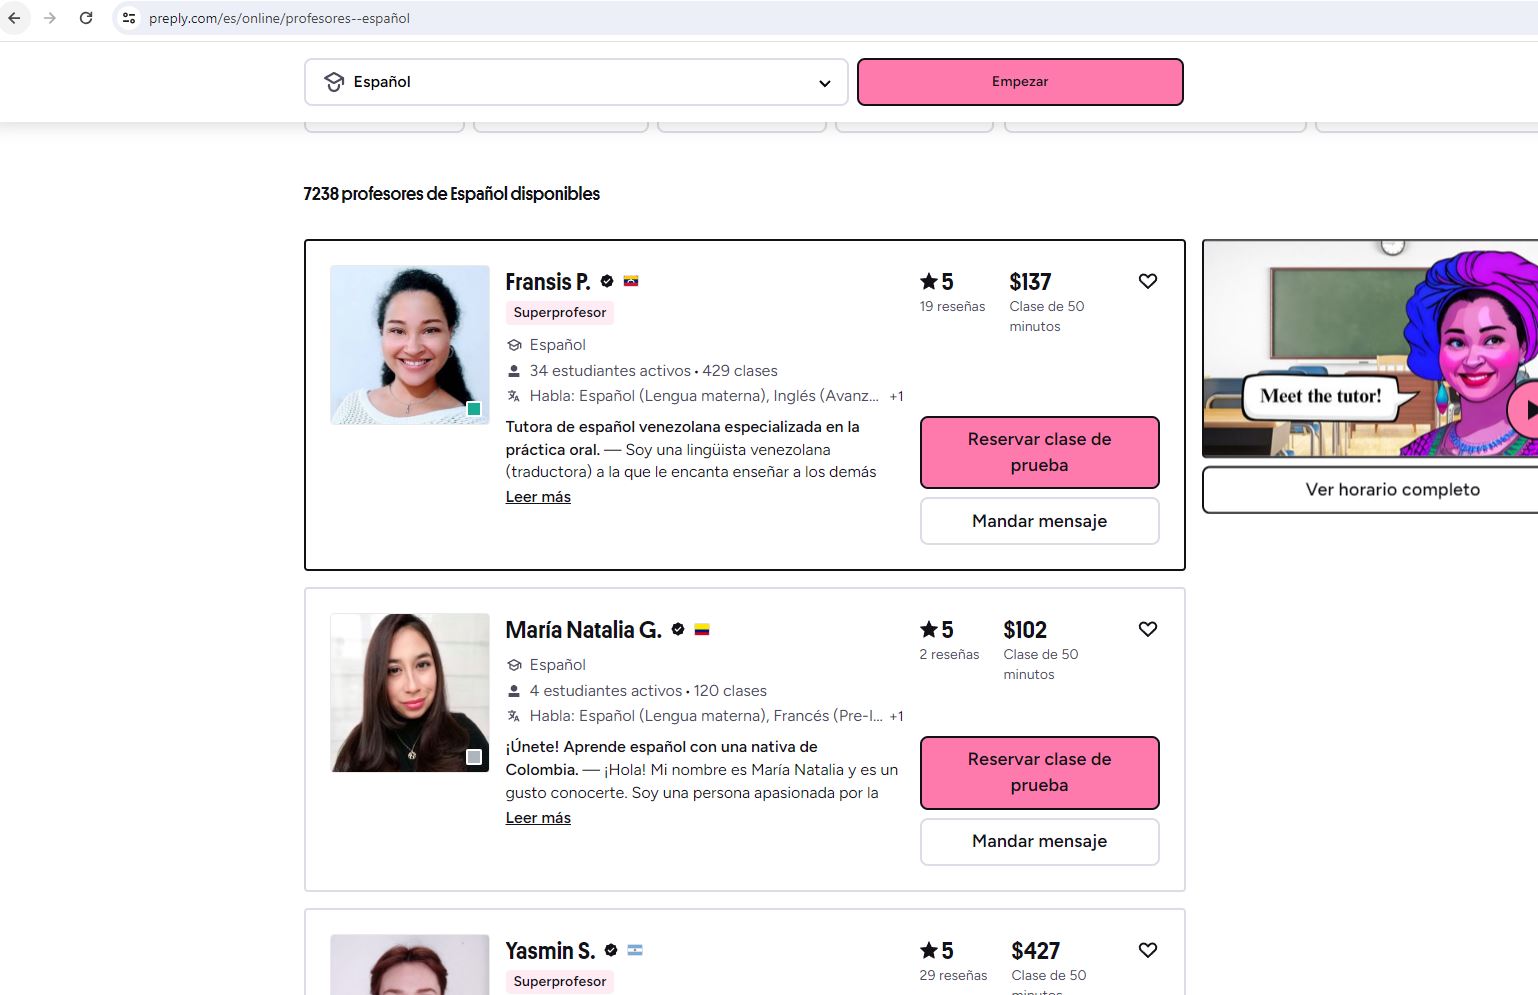 preply.com/es/online/profesores--español
Español
Empezar
7238 profesores de Español disponibles
Fransis P.
Superprofesor
Español
34 estudiantes activos • 429 clases
Habla: Español (Lengua materna), Inglés (Avanz... +1
Tutora de español venezolana especializada en la
práctica oral. — Soy una lingüista venezolana
(traductora) a la que le encanta enseñar a los demás
Leer más
5
19 reseñas
$137
Clase de 50
minutos
Reservar clase de
prueba
Mandar mensaje
Meet the tutor!
Ver horario completo
María Natalia G.
Español
4 estudiantes activos • 120 clases
Habla: Español (Lengua materna), Francés (Pre-I... +1
¡Únete! Aprende español con una nativa de
Colombia. — ¡Hola! Mi nombre es María Natalia y es un
gusto conocerte. Soy una persona apasionada por la
Leer más
5
2 reseñas
$102
Clase de 50
minutos
Reservar clase de
prueba
Mandar mensaje
Yasmin S.
Superprofesor
5
29 reseñas
$427
Clase de 50
minutos